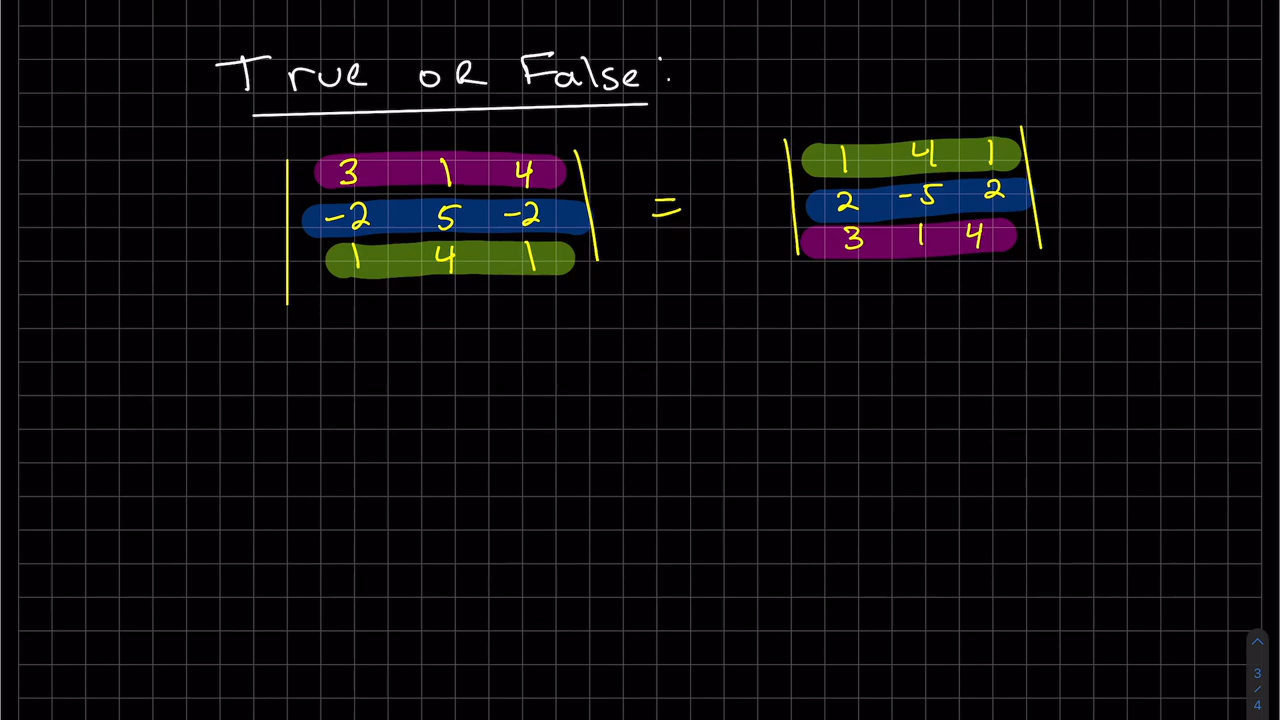 True or False:
| 3 1 4 | = | 1 4 1 |
| -2 5 -2 | | 2 -5 2 |
| 1 4 1 | | 3 1 4 |
3 / 4